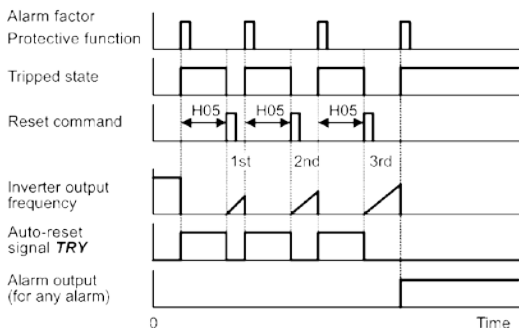 Alarm factor
Protective function
Tripped state
H05 H05 H05
Reset command
1st 2nd 3rd
Inverter output
frequency
Auto-reset
signal TRY
Alarm output
(for any alarm)
0 Time